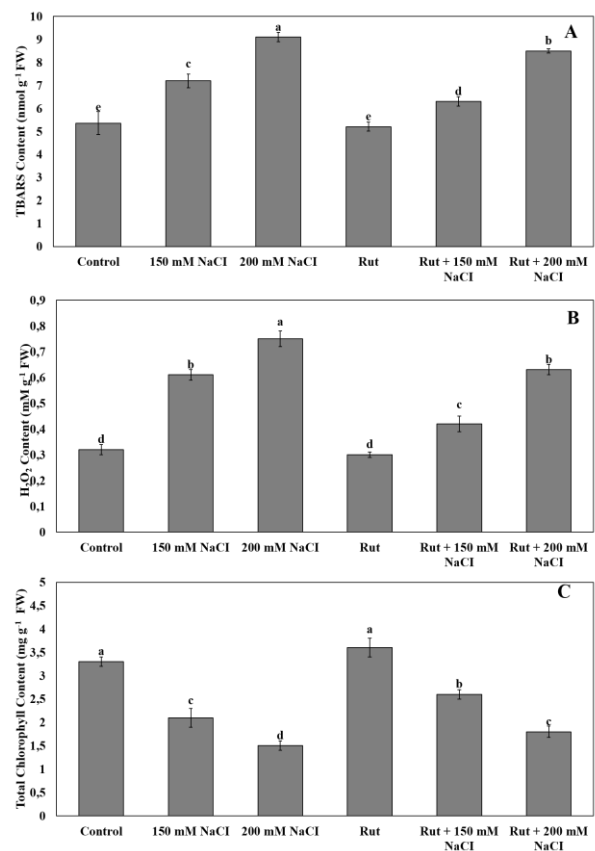 TBARS Content (nmol g⁻¹ FW)
A
10
9
8
7
6
5
4
3
2
1
0
e
c
a
e
d
b
Control
150 mM NaCI
200 mM NaCI
Rut
Rut + 150 mM
NaCI
Rut + 200 mM
NaCI
H₂O₂ Content (mM g⁻¹ FW)
B
0,9
0,8
0,7
0,6
0,5
0,4
0,3
0,2
0,1
0
d
b
a
d
c
b
Control
150 mM NaCI
200 mM NaCI
Rut
Rut + 150 mM
NaCI
Rut + 200 mM
NaCI
Total Chlorophyll Content (mg g⁻¹ FW)
C
5
4,5
4
3,5
3
2,5
2
1,5
1
0,5
0
a
c
d
a
b
c
Control
150 mM NaCI
200 mM NaCI
Rut
Rut + 150 mM
NaCI
Rut + 200 mM
NaCI